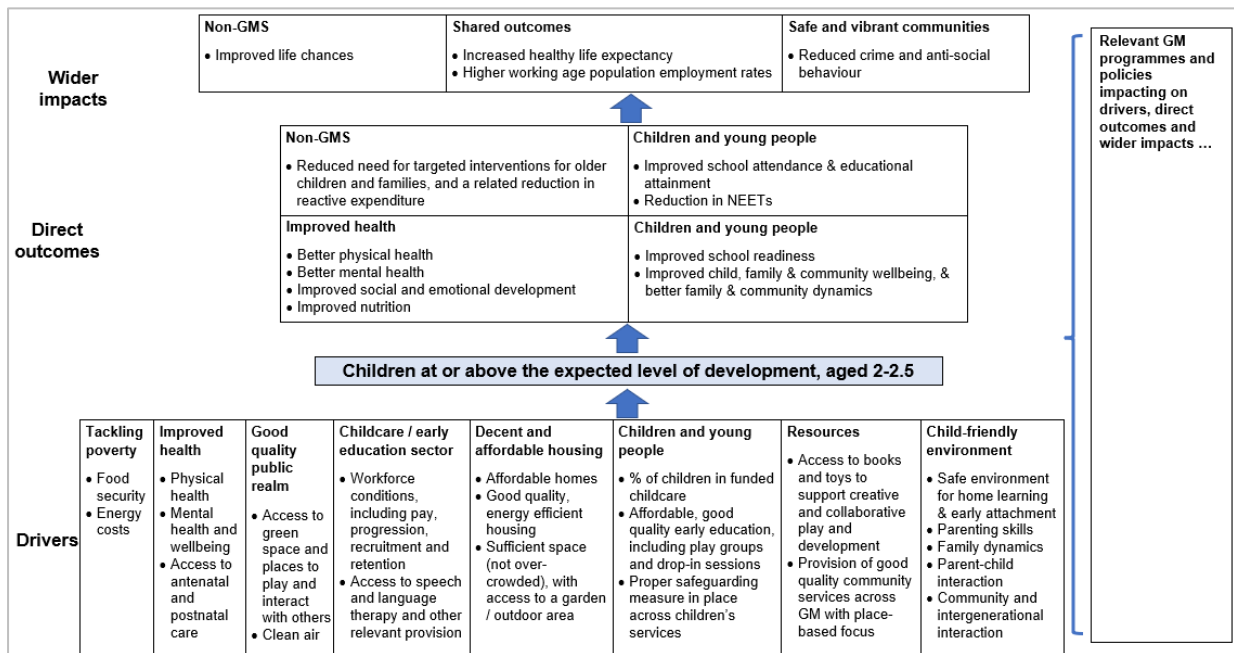 Wider
impacts
Non-GMS
• Improved life chances
Shared outcomes
• Increased healthy life expectancy
• Higher working age population employment rates
Safe and vibrant communities
• Reduced crime and anti-social
behaviour
Relevant GM
programmes and
policies
impacting on
drivers, direct
outcomes and
wider impacts ...
Direct
outcomes
Non-GMS
• Reduced need for targeted interventions for older
children and families, and a related reduction in
reactive expenditure
Children and young people
• Improved school attendance & educational
attainment
• Reduction in NEETs
Improved health
• Better physical health
• Better mental health
• Improved social and emotional development
• Improved nutrition
Children and young people
• Improved school readiness
• Improved child, family & community wellbeing, &
better family & community dynamics
Children at or above the expected level of development, aged 2-2.5
Drivers
Tackling
poverty
• Food
security
• Energy
costs
Improved
health
• Physical
health
• Mental
health and
wellbeing
• Access to
antenatal
and
postnatal
care
Good
quality
public
realm
• Access to
green
space and
places to
play and
interact
with others
• Clean air
Childcare / early
education sector
• Workforce
conditions,
including pay,
progression,
recruitment and
retention
• Access to speech
and language
therapy and other
relevant provision
Decent and
affordable housing
• Affordable homes
• Good quality,
energy efficient
housing
• Sufficient space
(not over-
crowded), with
access to a garden
/ outdoor area
Children and young
people
• % of children in funded
childcare
• Affordable, good
quality early education,
including play groups
and drop-in sessions
• Proper safeguarding
measure in place
across children's
services
Resources
• Access to books
and toys to
support creative
and collaborative
play and
development
• Provision of good
quality community
services across
GM with place-
based focus
Child-friendly
environment
• Safe environment
for home learning
& early attachment
• Parenting skills
• Family dynamics
• Parent-child
interaction
• Community and
intergenerational
interaction